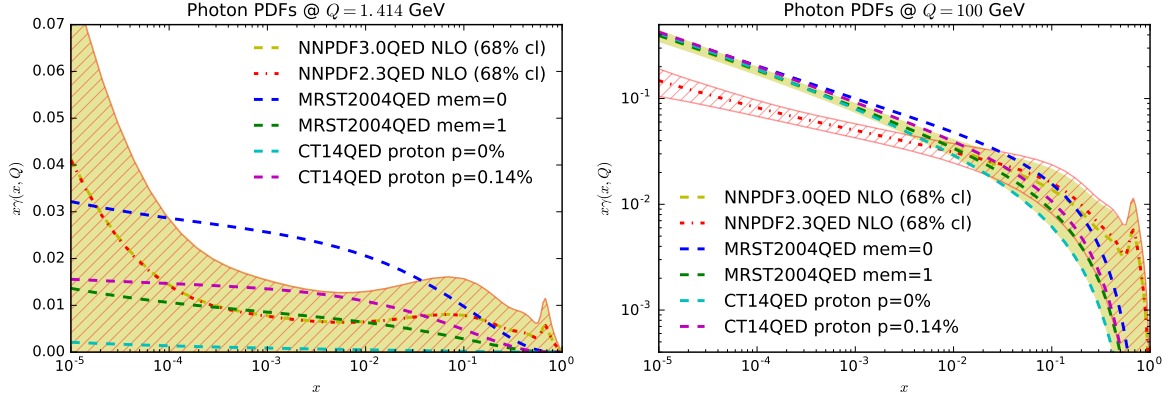 Photon PDFs @ Q = 1.414 GeV
xγ(x, Q)
0.07
0.06
0.05
0.04
0.03
0.02
0.01
0.00
NNPDF3.0QED NLO (68% cl)
NNPDF2.3QED NLO (68% cl)
MRST2004QED mem=0
MRST2004QED mem=1
CT14QED proton p=0%
CT14QED proton p=0.14%
10⁻⁵ 10⁻⁴ 10⁻³ 10⁻² 10⁻¹ 10⁰
x
Photon PDFs @ Q = 100 GeV
xγ(x, Q)
10⁻¹
10⁻²
10⁻³
NNPDF3.0QED NLO (68% cl)
NNPDF2.3QED NLO (68% cl)
MRST2004QED mem=0
MRST2004QED mem=1
CT14QED proton p=0%
CT14QED proton p=0.14%
10⁻⁵ 10⁻⁴ 10⁻³ 10⁻² 10⁻¹ 10⁰
x